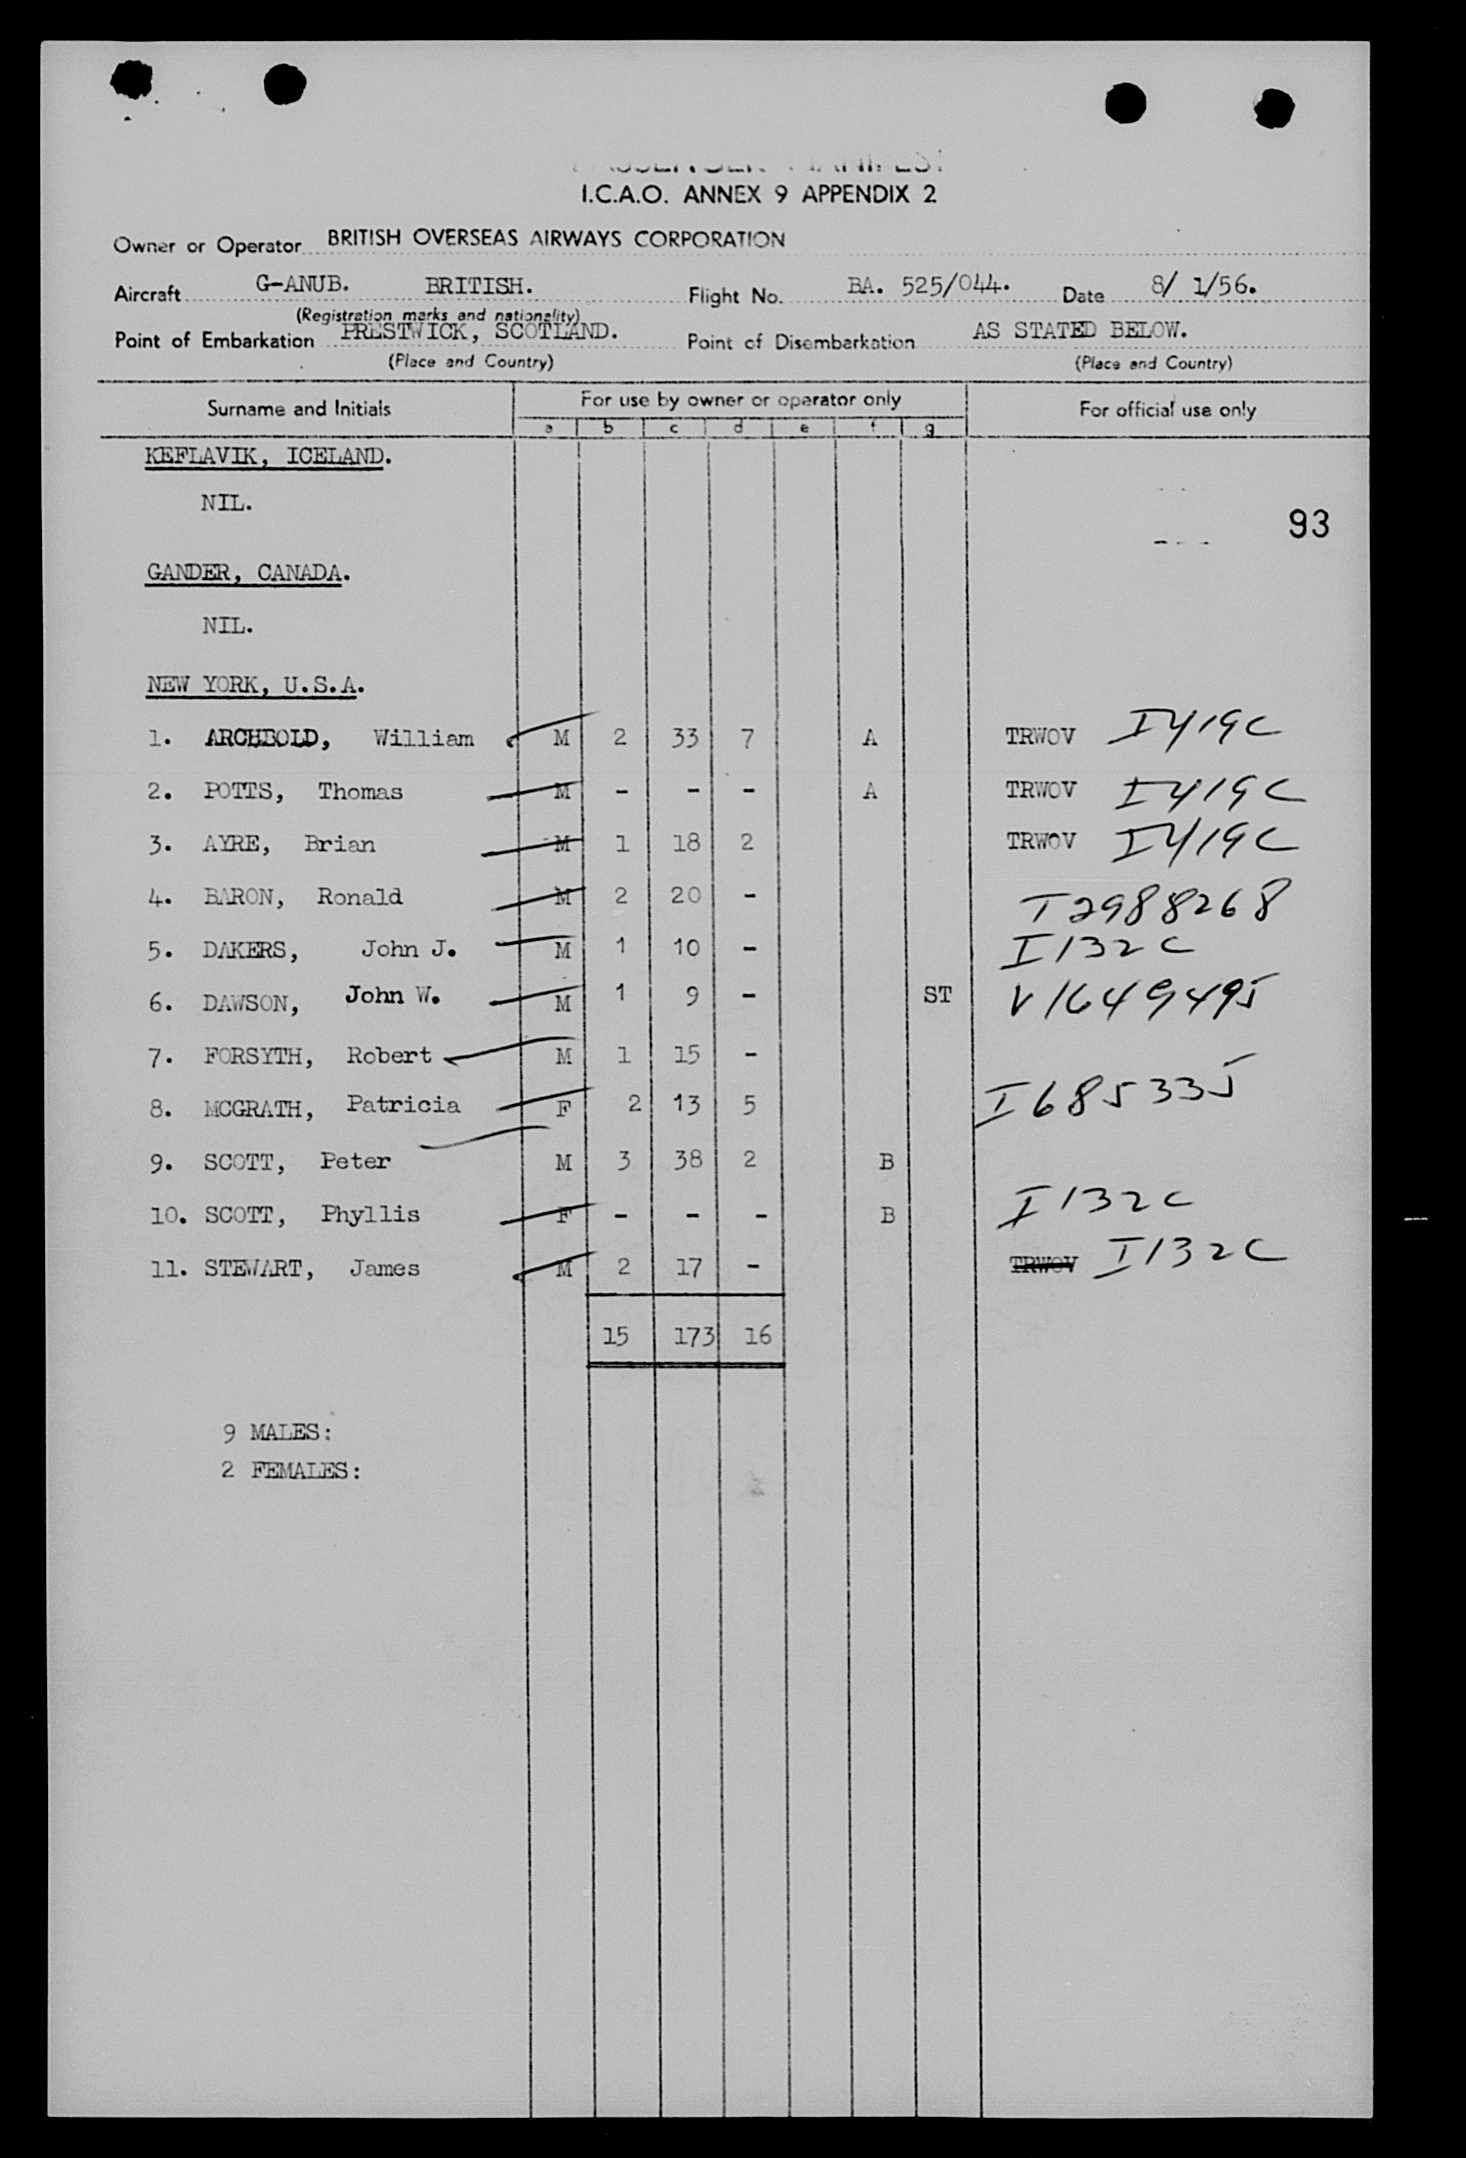 PASSENGER MANIFEST
I.C.A.O. ANNEX 9 APPENDIX 2
Owner or Operator BRITISH OVERSEAS AIRWAYS CORPORATION
Aircraft G-ANUB. BRITISH. Flight No. BA. 525/044. Date 8/ 1/56.
(Registration marks and nationality)
Point of Embarkation PRESTWICK, SCOTLAND. Point of Disembarkation AS STATED BELOW.
(Place and Country) (Place and Country)
Surname and Initials For use by owner or operator only For official use only
a b c d e f g
KEFLAVIK, ICELAND.
NIL.
93
GANDER, CANADA.
NIL.
NEW YORK, U.S.A.
1. ARCHBOLD, William M 2 33 7 A TRWOV I419C
2. POTTS, Thomas M - - - A TRWOV I419C
3. AYRE, Brian M 1 18 2 TRWOV I419C
4. BARON, Ronald M 2 20 - I2988268
5. DAKERS, John J. M 1 10 - I132C
6. DAWSON, John W. M 1 9 - ST V1649495
7. FORSYTH, Robert M 1 15 -
8. MCGRATH, Patricia F 2 13 5 I685335
9. SCOTT, Peter M 3 38 2 B
10. SCOTT, Phyllis F - - - B I132C
11. STEWART, James M 2 17 - TRWOV I132C
15 173 16
9 MALES:
2 FEMALES: